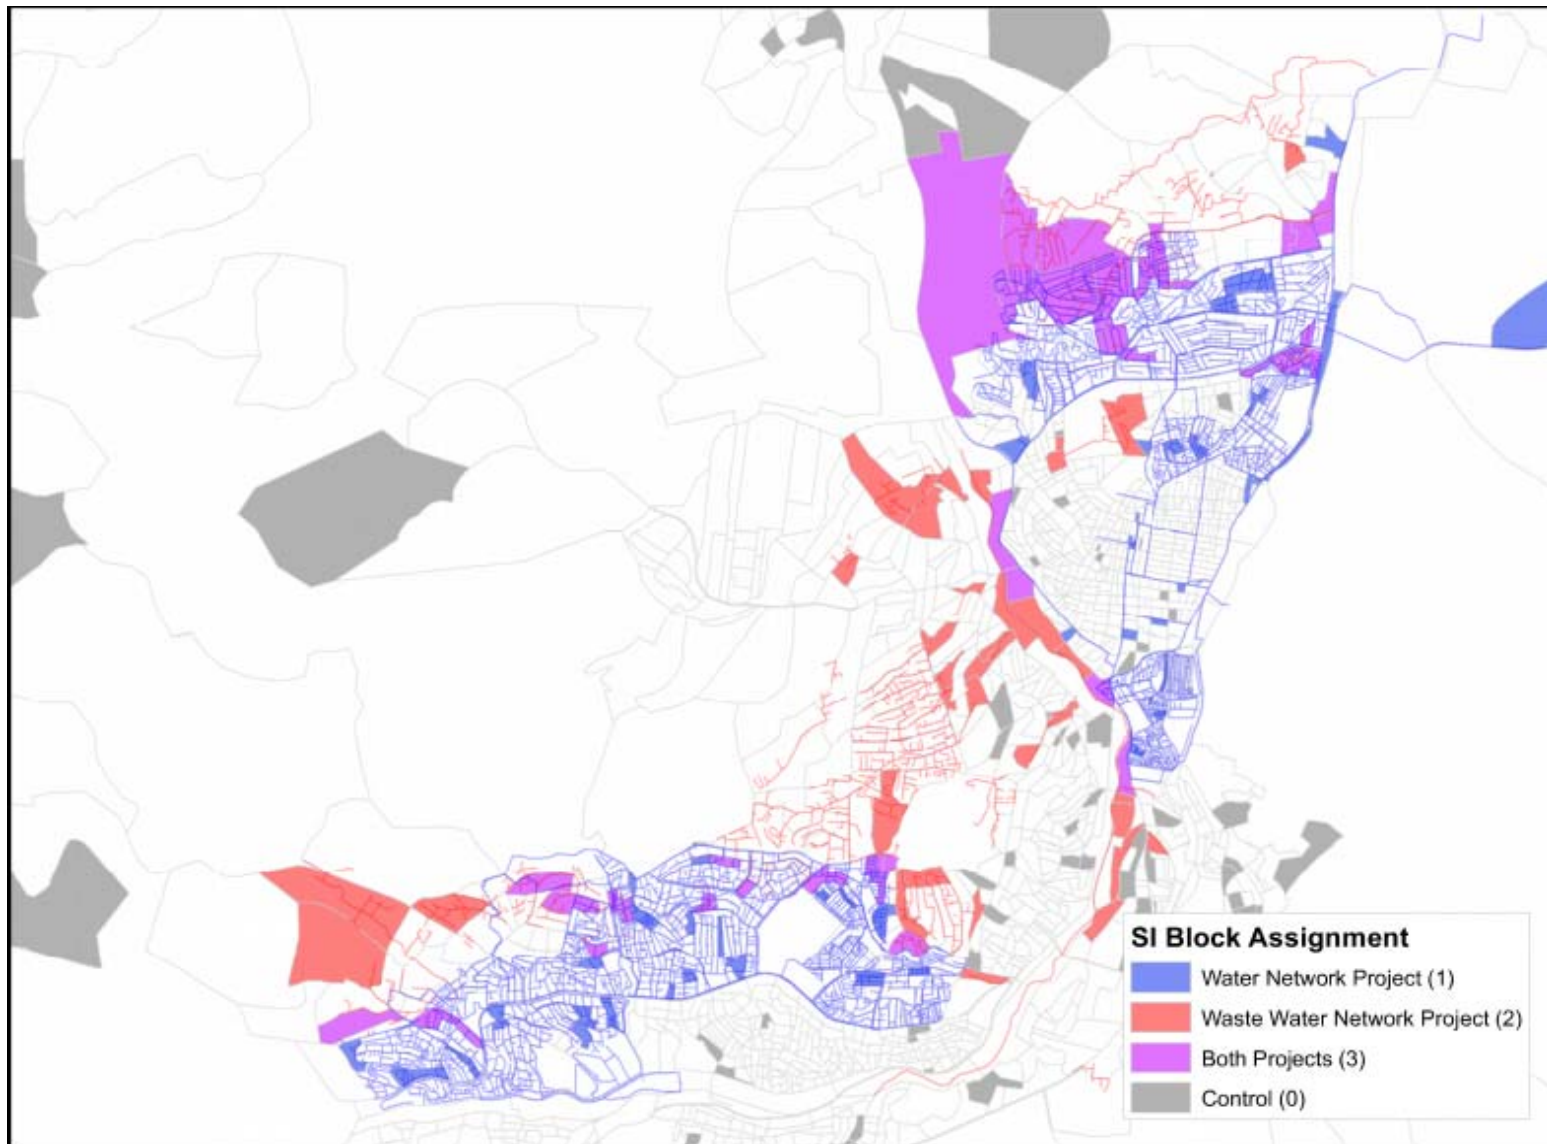 SI Block Assignment
Water Network Project (1)
Waste Water Network Project (2)
Both Projects (3)
Control (0)